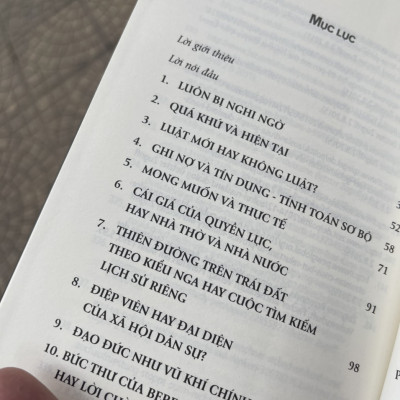 MỤC LỤC
Lời giới thiệu
Lời nói đầu
1. LUÔN BỊ NGHI NGỜ
2. QUÁ KHỨ VÀ HIỆN TẠI
3. LUẬT MỚI HAY KHÔNG LUẬT?
4. GHI NỢ VÀ TÍN DỤNG - TÍNH TOÁN SƠ BỘ
5. MONG MUỐN VÀ THỰC TẾ 52
6. CÁI GIÁ CỦA QUYỀN LỰC, 58
HAY NHÀ THỜ VÀ NHÀ NƯỚC 71
7. THIÊN ĐƯỜNG TRÊN TRÁI ĐẤT
THEO KIỂU NGA HAY CUỘC TÌM KIẾM
LỊCH SỬ RIÊNG 91
8. ĐIỆP VIÊN HAY ĐẠI DIỆN
CỦA XÃ HỘI DÂN SỰ? 98
9. ĐẠO ĐỨC NHƯ VŨ KHÍ CHÍNH
10. BỨC THƯ CỦA BERE
HAY LỜI